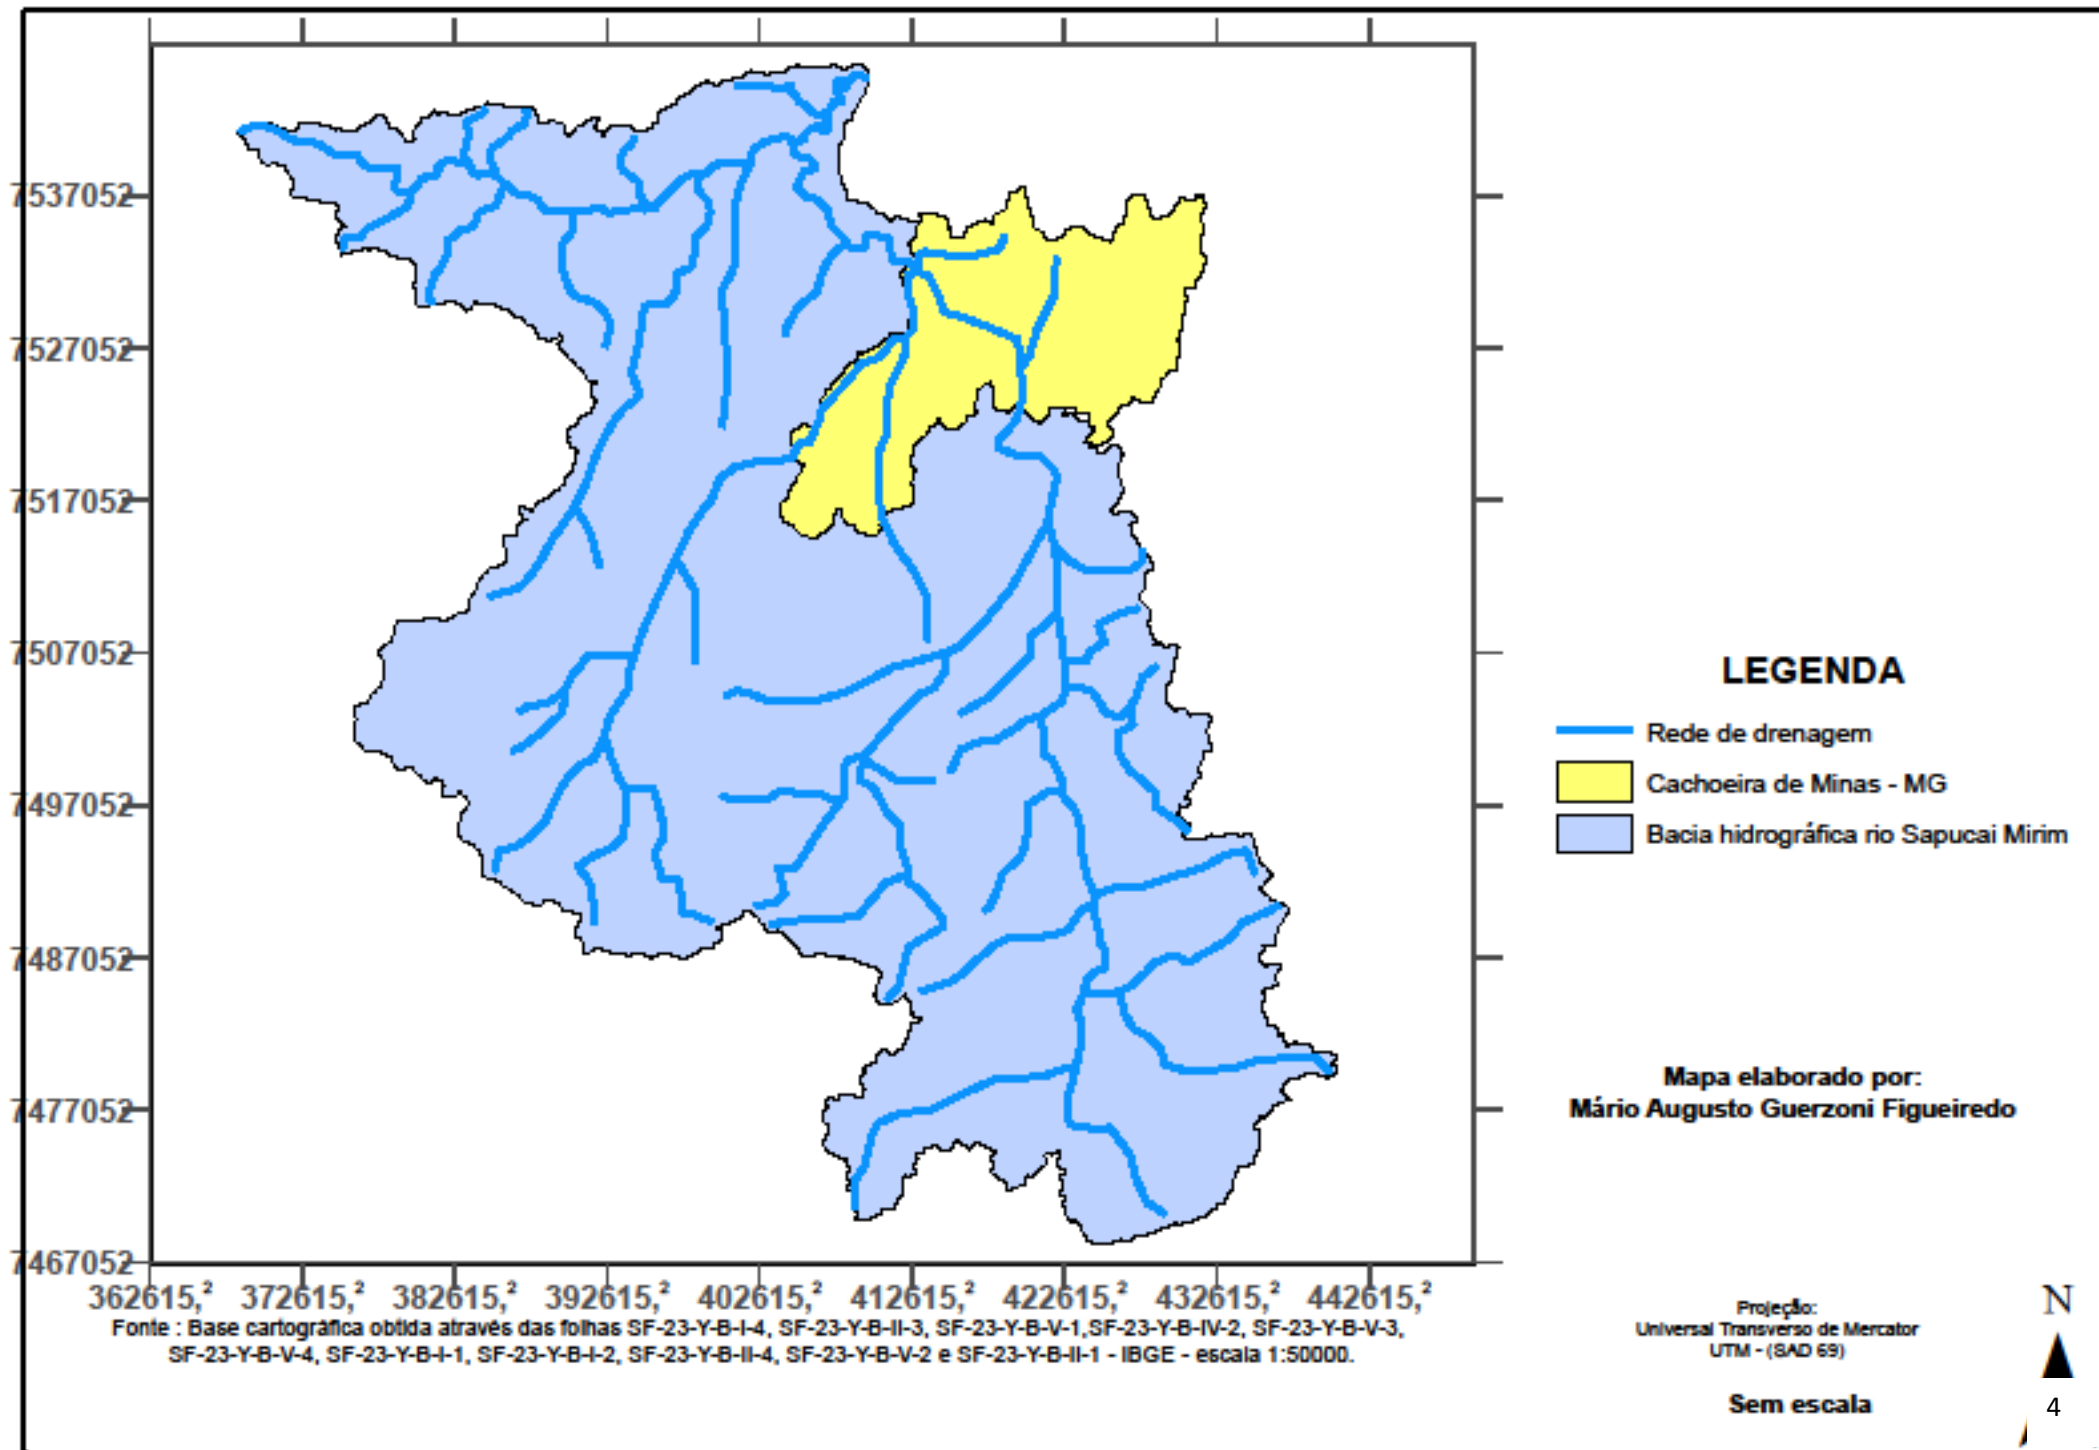 7537052
7527052
7517052
7507052
7497052
7487052
7477052
7467052
362615,² 372615,² 382615,² 392615,² 402615,² 412615,² 422615,² 432615,² 442615,²
Fonte : Base cartográfica obtida através das folhas SF-23-Y-B-I-4, SF-23-Y-B-II-3, SF-23-Y-B-V-1,SF-23-Y-B-IV-2, SF-23-Y-B-V-3,
SF-23-Y-B-V-4, SF-23-Y-B-I-1, SF-23-Y-B-I-2, SF-23-Y-B-II-4, SF-23-Y-B-V-2 e SF-23-Y-B-II-1 - IBGE - escala 1:50000.
LEGENDA
Rede de drenagem
Cachoeira de Minas - MG
Bacia hidrográfica rio Sapucai Mirim
Mapa elaborado por:
Mário Augusto Guerzoni Figueiredo
Projeção:
Universal Transverso de Mercator
UTM - (SAD 69)
Sem escala
N
4